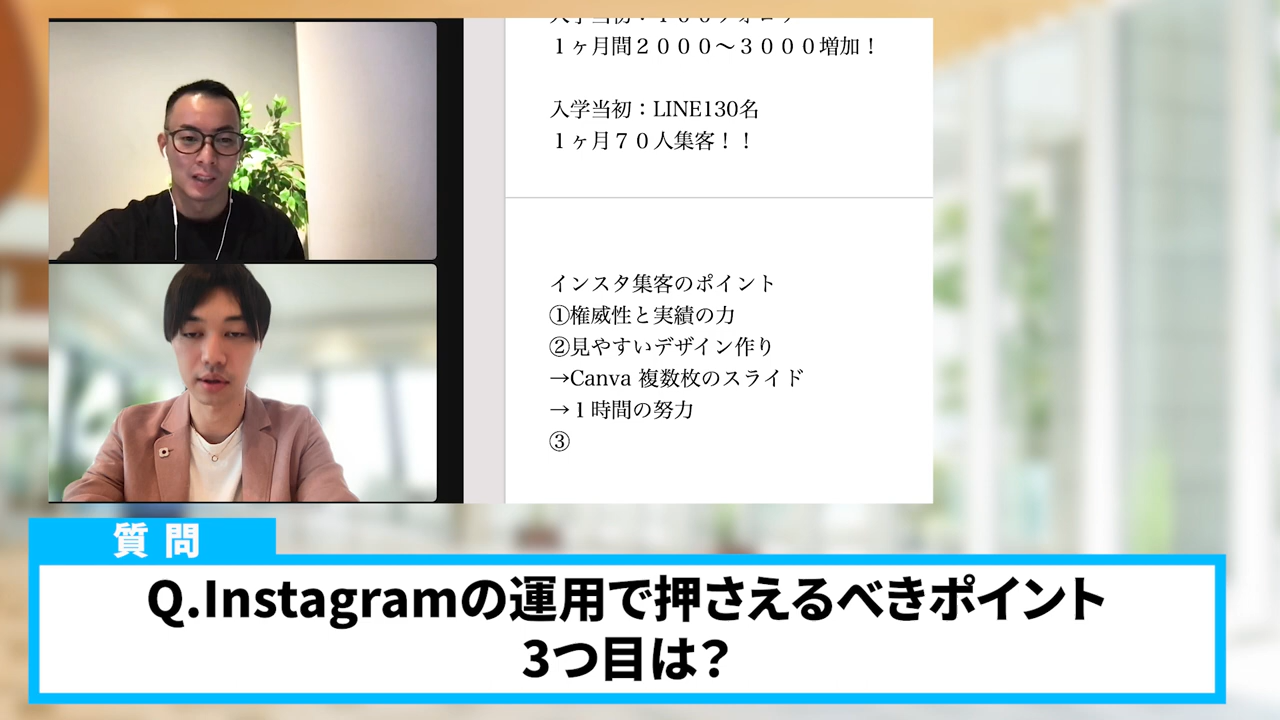 １ヶ月間２０００〜３０００増加！
入学当初：LINE130名
１ヶ月７０人集客！！
インスタ集客のポイント
①権威性と実績の力
②見やすいデザイン作り
→Canva 複数枚のスライド
→１時間の努力
③
質問
Q.Instagramの運用で押さえるべきポイント
3つ目は？